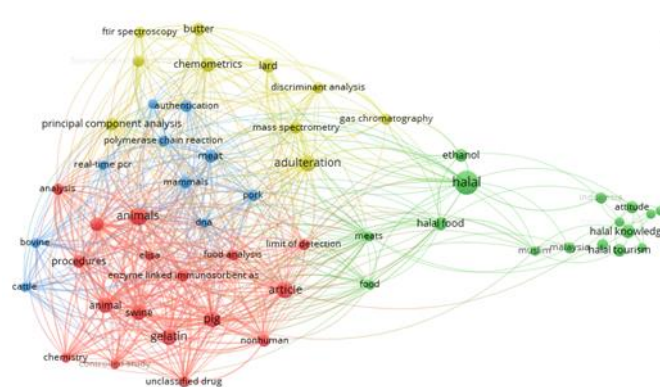 ftir spectroscopy
butter
chemometrics
lard
discriminant analysis
authentication
gas chromatography
principal component analysis
mass spectrometry
polymerase chain reaction
meat
ethanol
real-time pcr
adulteration
mammals
halal
analysis
pork
attitude
animals
dna
halal food
halal knowledg
bovine
limit of detection
meats
muslim
malaysia
halal tourism
elisa
food analysis
procedures
enzyme linked immunosorbent as
cattle
article
food
animal
swine
pig
gelatin
nonhuman
chemistry
controlled study
unclassified drug